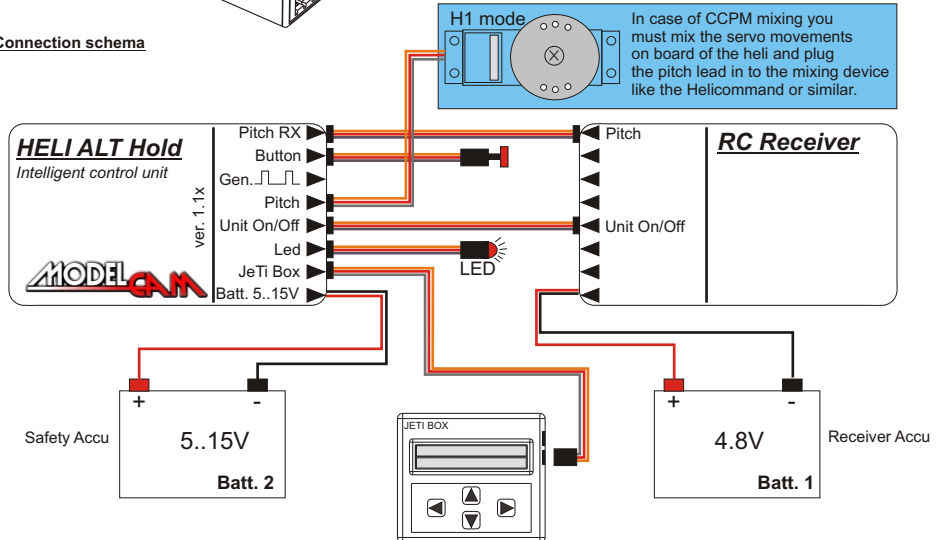 Connection schema
H1 mode
In case of CCPM mixing you
must mix the servo movements
on board of the heli and plug
the pitch lead in to the mixing device
like the Helicommand or similar.
HELI ALT Hold
Intelligent control unit
ver. 1.1x
MODEL CAM
Pitch RX
Button
Gen.
Pitch
Unit On/Off
Led
JeTi Box
Batt. 5..15V
LED
RC Receiver
Pitch
Unit On/Off
Safety Accu
+ -
5..15V
Batt. 2
JETI BOX
+ -
4.8V
Batt. 1
Receiver Accu